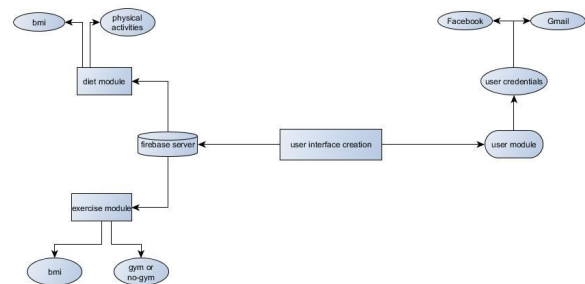 bmi
physical
activities
Facebook
Gmail
diet module
user credentials
firebase server
user interface creation
user module
exercise module
bmi
gym or
no-gym